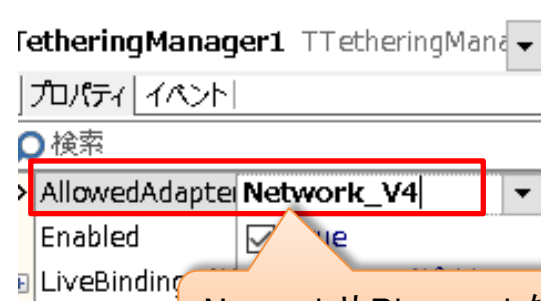 TetheringManager1 TTetheringMana
プロパティ イベント
検索
AllowedAdapte Network_V4
Enabled
LiveBinding